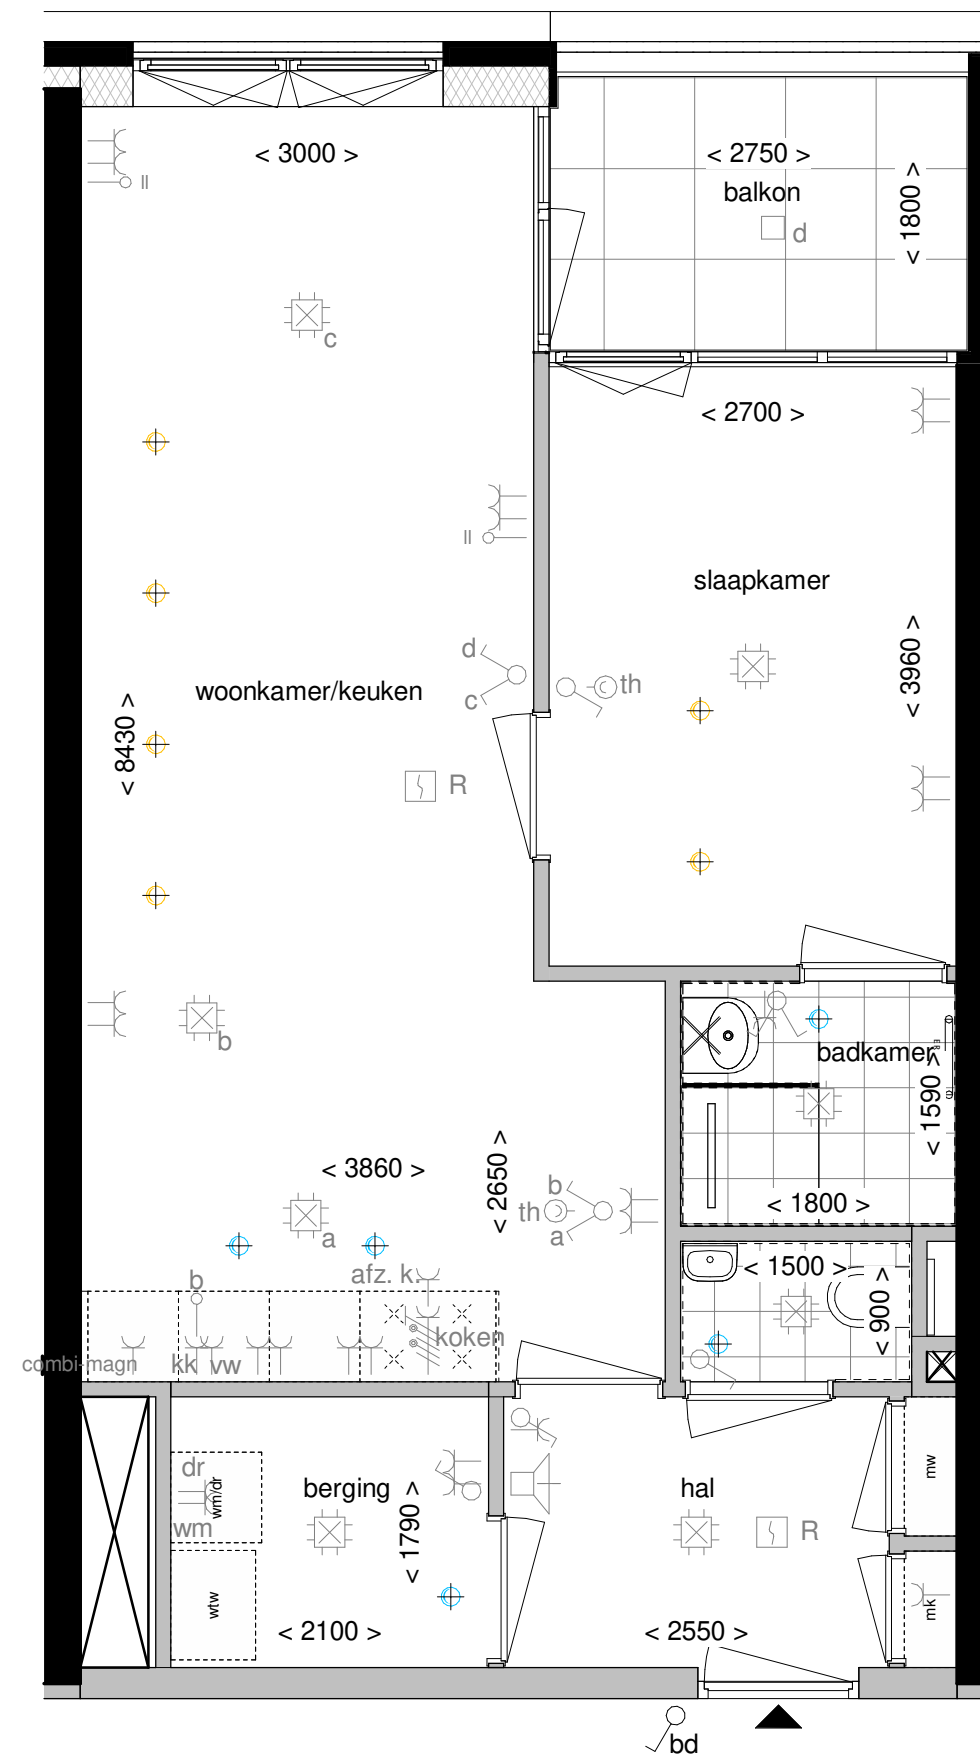 < 3000 >
< 2750 >
balkon
d
< 1800 >
II
c
< 2700 >
II
slaapkamer
d
c
th
< 3960 >
woonkamer/keuken
< 8430 >
R
b
badkamer
< 1590 >
< 3860 >
< 2650 >
b
th
a
< 1800 >
a
afz. k.
< 1500 >
< 900 >
b
koken
combi-magn
kk
vw
dr
wm/dr
wm
berging
< 1790 >
hal
R
mw
wtw
mk
< 2100 >
< 2550 >
bd